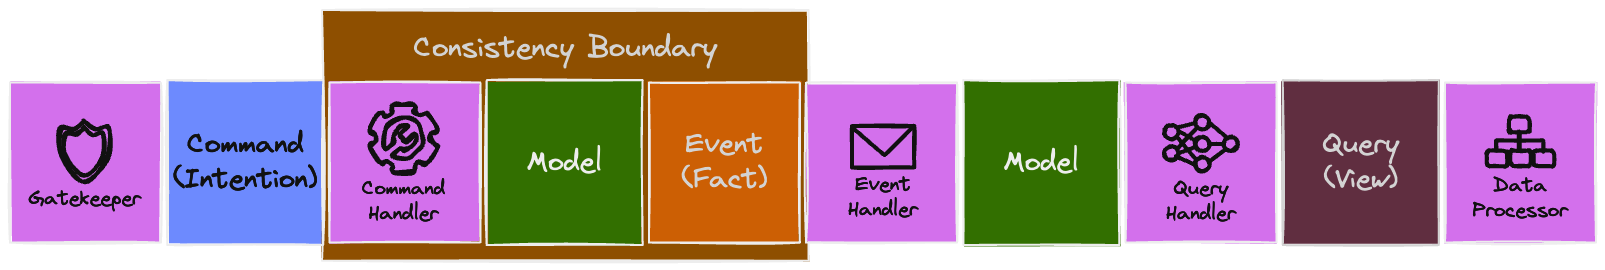 Consistency Boundary
Gatekeeper
Command
(Intention)
Command
Handler
Model
Event
(Fact)
Event
Handler
Model
Query
Handler
Query
(View)
Data
Processor